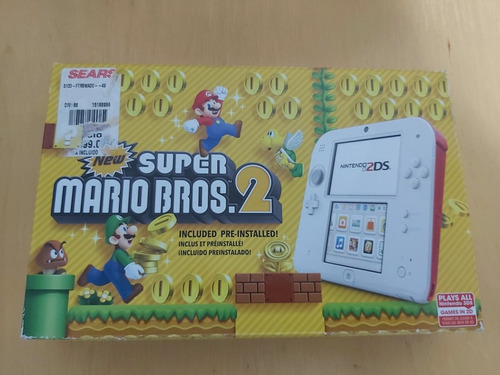 SEARS
New
SUPER
MARIO BROS. 2
INCLUDED PRE-INSTALLED!
INCLUS ET PRÉINSTALLÉ!
¡INCLUIDO PREINSTALADO!
NINTENDO 2DS
PLAYS ALL
Nintendo 3DS
GAMES IN 2D